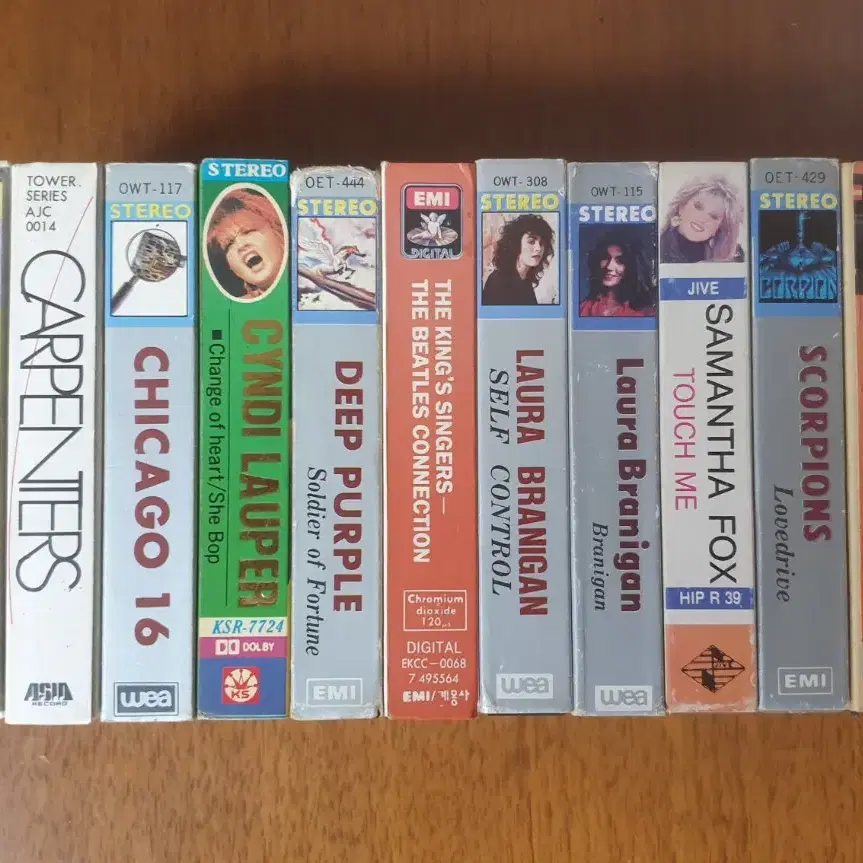 TOWER
SERIES
AJC
0014
CARPENTERS
ASIA
RECORD
OWT-117
STEREO
CHICAGO 16
wea
STEREO
CYNDI LAUPER
■Change of heart/She Bop
KSR-7724
DOLBY
KS
OET-444
STEREO
DEEP PURPLE
Soldier of Fortune
EMI
EMI
DIGITAL
THE KING'S SINGERS—
THE BEATLES CONNECTION
Chromium
dioxide
120μs
DIGITAL
EKCC-0068
7 495564
EMI/계몽사
OWT-308
STEREO
LAURA BRANIGAN
SELF CONTROL
wea
OWT-115
STEREO
Laura Branigan
Branigan
wea
JIVE
SAMANTHA FOX
TOUCH ME
HIP R 39
OET-429
STEREO
SCORPIONS
SCORPIONS
Lovedrive
EMI